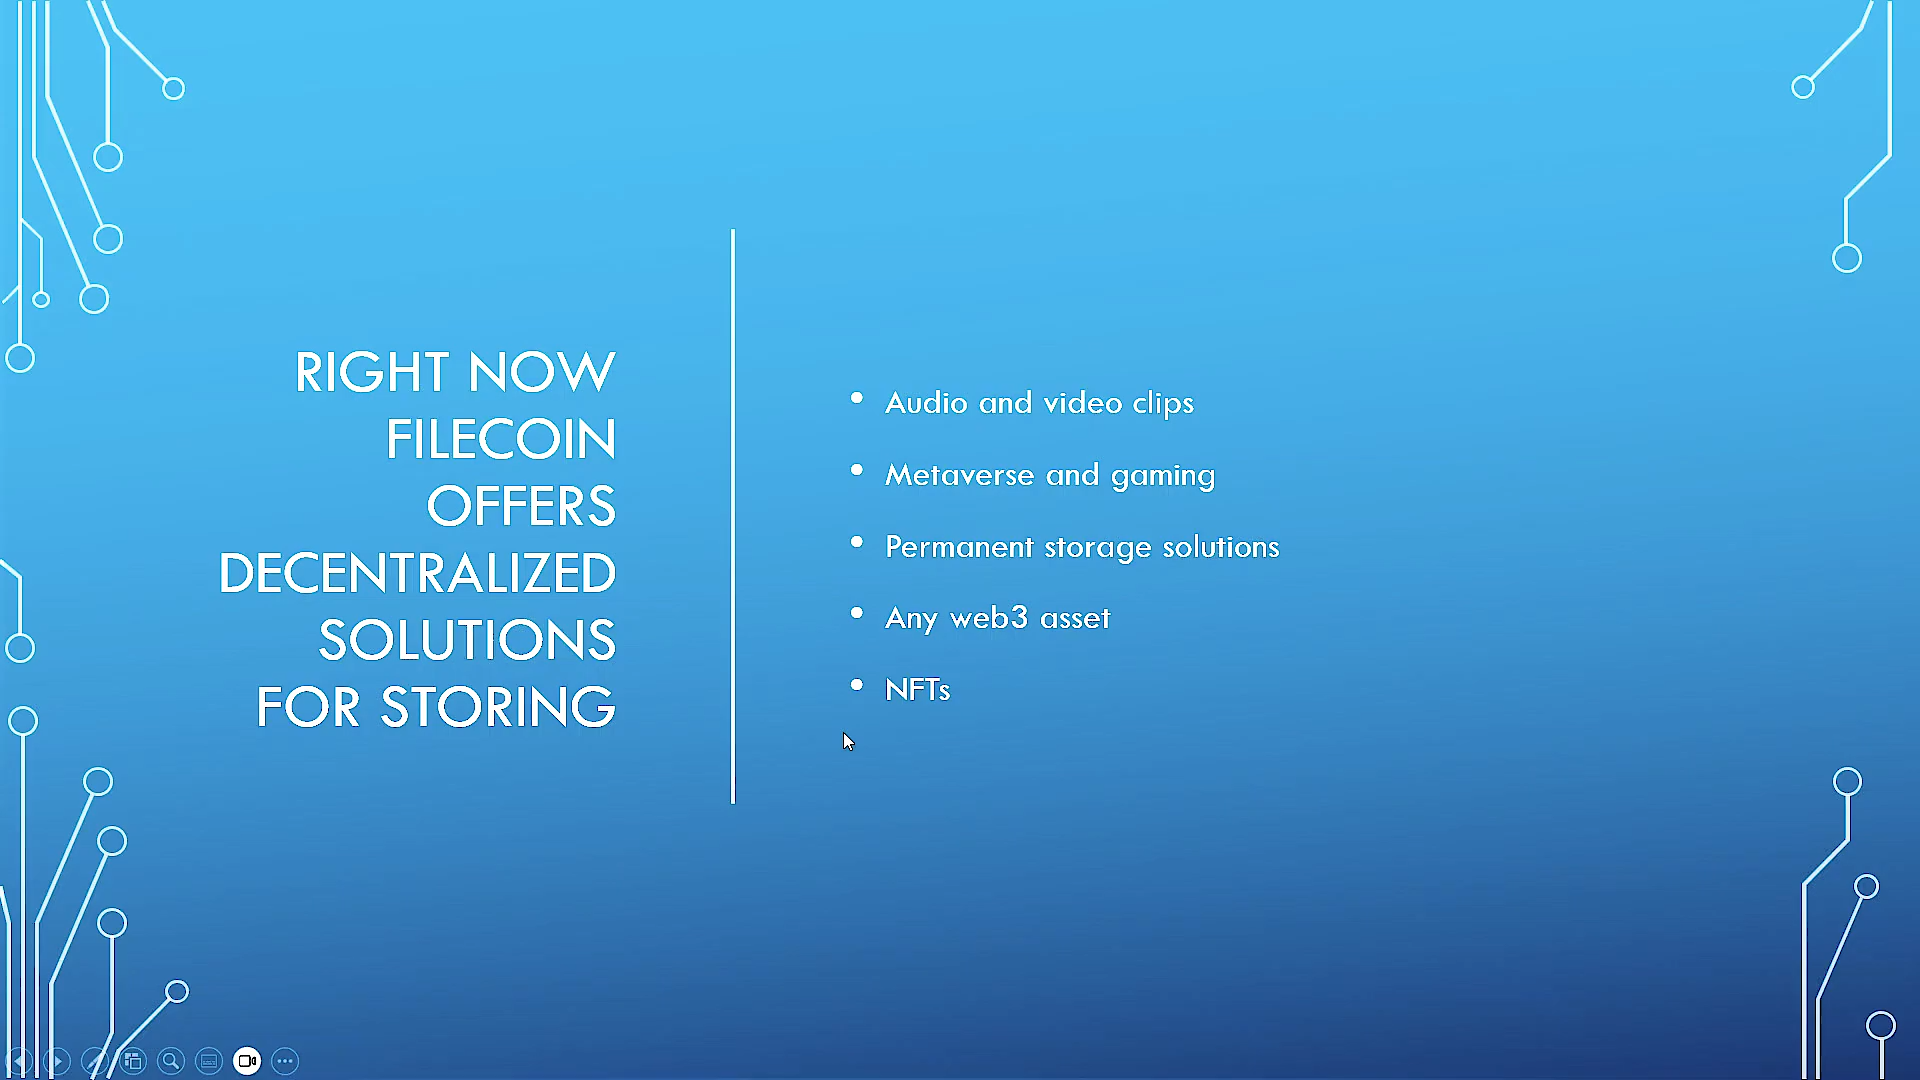 RIGHT NOW
FILECOIN
OFFERS
DECENTRALIZED
SOLUTIONS
FOR STORING
• Audio and video clips
• Metaverse and gaming
• Permanent storage solutions
• Any web3 asset
• NFTs